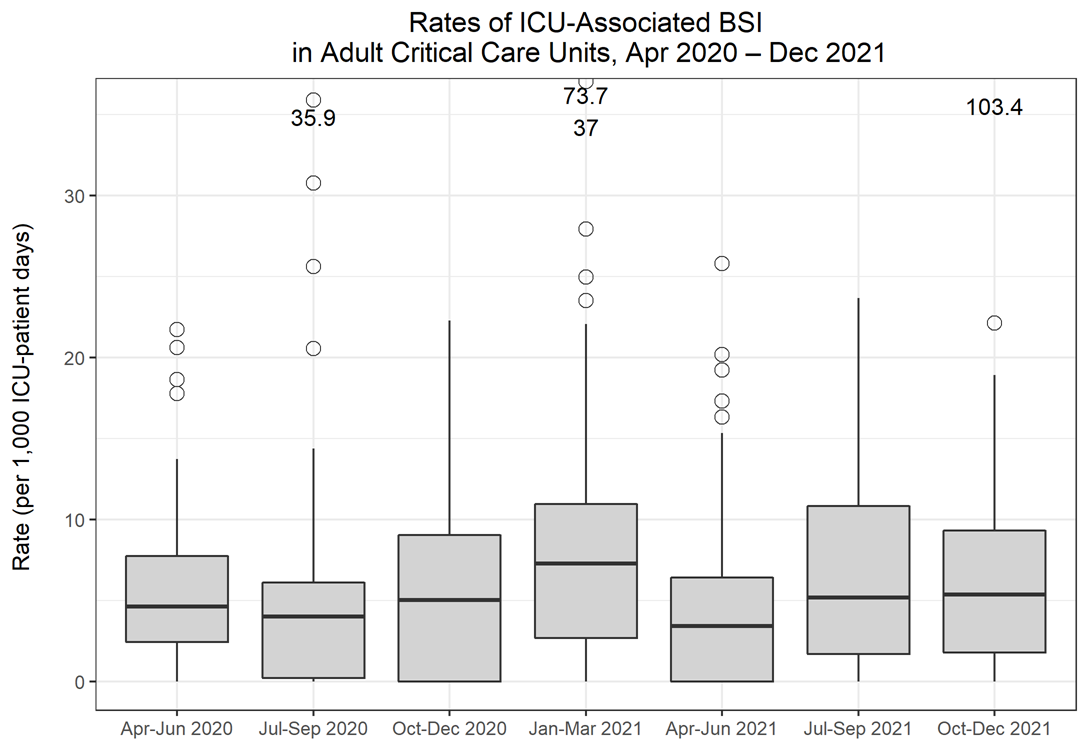 Rates of ICU-Associated BSI
in Adult Critical Care Units, Apr 2020 – Dec 2021
Rate (per 1,000 ICU-patient days)
30
20
10
0
35.9
73.7
37
103.4
Apr-Jun 2020
Jul-Sep 2020
Oct-Dec 2020
Jan-Mar 2021
Apr-Jun 2021
Jul-Sep 2021
Oct-Dec 2021